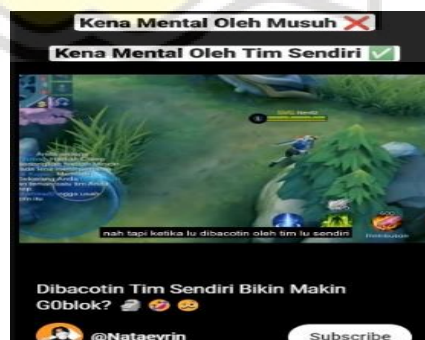 Kena Mental Oleh Musuh ❌
Kena Mental Oleh Tim Sendiri ✅
nah tapi ketika lu dibacotin oleh tim lu sendiri
Dibacotin Tim Sendiri Bikin Makin
G0blok? 🗿🤣🥴
@Nataevrin
Subscribe